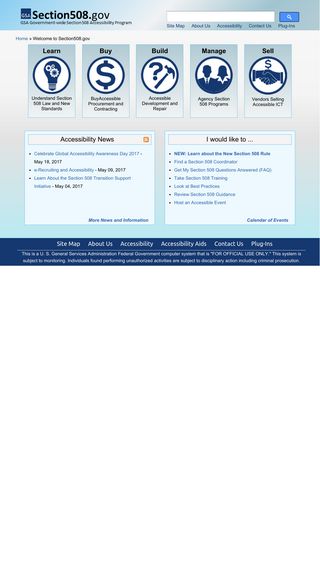 GSA Section508.gov
GSA Government-wide Section 508 Accessibility Program
Site Map About Us Accessibility Contact Us Plug-Ins
Home » Welcome to Section508.gov
Learn
Understand Section
508 Law and New
Standards
Buy
BuyAccessible
Procurement and
Contracting
Build
Accessible
Development and
Repair
Manage
Agency Section
508 Programs
Sell
Vendors Selling
Accessible ICT
Accessibility News
Celebrate Global Accessibility Awareness Day 2017 -
May 18, 2017
e-Recruiting and Accessibility - May 09, 2017
Learn About the Section 508 Transition Support
Initiative - May 04, 2017
More News and Information
I would like to ...
NEW: Learn about the New Section 508 Rule
Find a Section 508 Coordinator
Get My Section 508 Questions Answered (FAQ)
Take Section 508 Training
Look at Best Practices
Review Section 508 Guidance
Host an Accessible Event
Calendar of Events
Site Map About Us Accessibility Accessibility Aids Contact Us Plug-Ins
This is a U. S. General Services Administration Federal Government computer system that is "FOR OFFICIAL USE ONLY." This system is
subject to monitoring. Individuals found performing unauthorized activities are subject to disciplinary action including criminal prosecution.